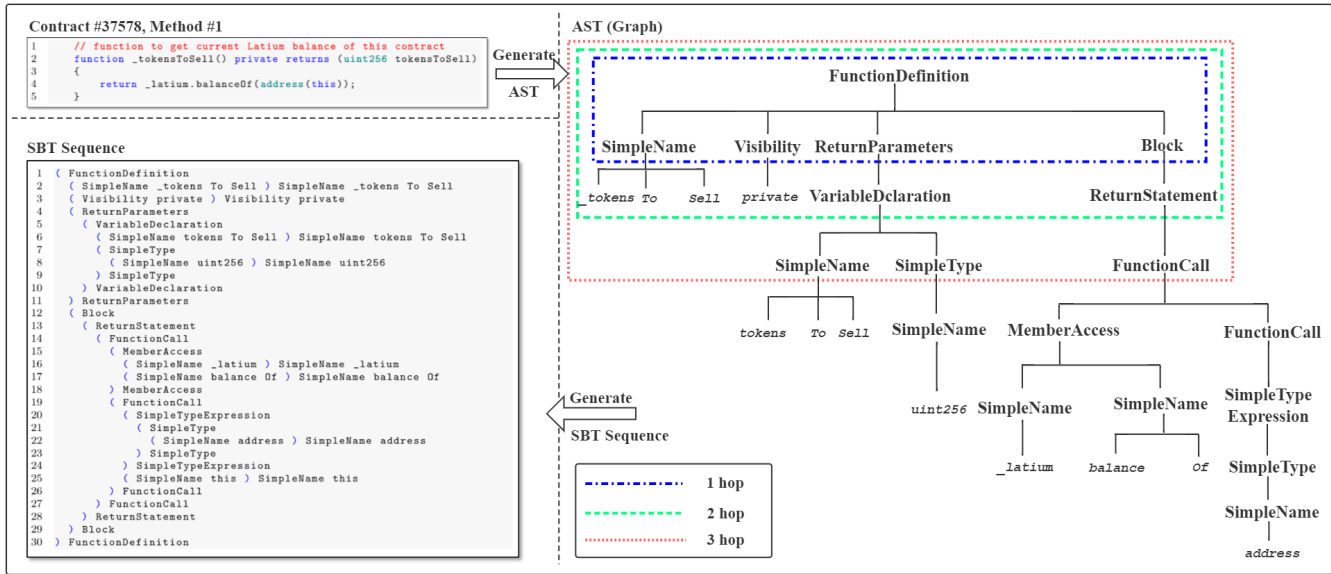 Contract #37578, Method #1
1 // function to get current Latium balance of this contract
2 function _tokensToSell() private returns (uint256 tokensToSell)
3 {
4 return _latium.balanceOf(address(this));
5 }
Generate
AST
SBT Sequence
1 ( FunctionDefinition
2 ( SimpleName _tokens To Sell ) SimpleName _tokens To Sell
3 ( Visibility private ) Visibility private
4 ( ReturnParameters
5 ( VariableDeclaration
6 ( SimpleName tokens To Sell ) SimpleName tokens To Sell
7 ( SimpleType
8 ( SimpleName uint256 ) SimpleName uint256
9 ) SimpleType
10 ) VariableDeclaration
11 ) ReturnParameters
12 ( Block
13 ( ReturnStatement
14 ( FunctionCall
15 ( MemberAccess
16 ( SimpleName _latium ) SimpleName _latium
17 ( SimpleName balance Of ) SimpleName balance Of
18 ) MemberAccess
19 ( FunctionCall
20 ( SimpleTypeExpression
21 ( SimpleType
22 ( SimpleName address ) SimpleName address
23 ) SimpleType
24 ) SimpleTypeExpression
25 ( SimpleName this ) SimpleName this
26 ) FunctionCall
27 ) FunctionCall
28 ) ReturnStatement
29 ) Block
30 ) FunctionDefinition
AST (Graph)
FunctionDefinition
SimpleName Visibility ReturnParameters Block
_tokens To Sell private VariableDclaration ReturnStatement
SimpleName SimpleType FunctionCall
tokens To Sell SimpleName MemberAccess FunctionCall
uint256 SimpleName SimpleName SimpleType
Expression
_latium balance Of SimpleType
SimpleName
address
Generate
SBT Sequence
1 hop
2 hop
3 hop